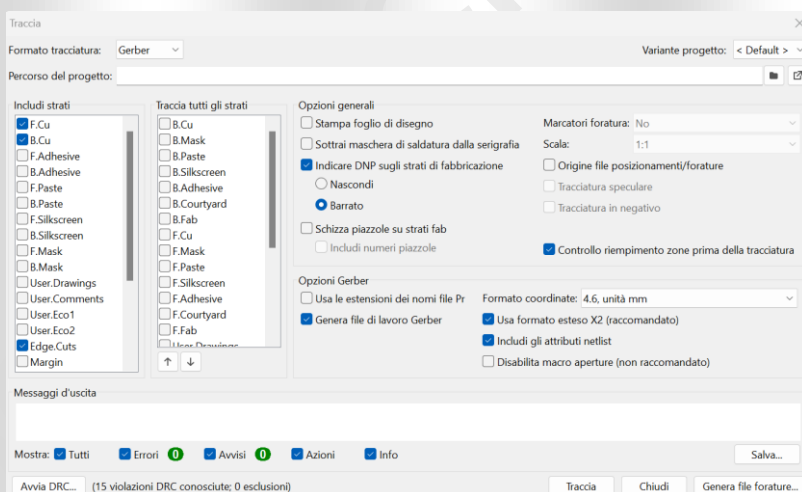 Traccia
Formato tracciatura: Gerber
Variante progetto: < Default >
Percorso del progetto:
Includi strati
F.Cu
B.Cu
F.Adhesive
B.Adhesive
F.Paste
B.Paste
F.Silkscreen
B.Silkscreen
F.Mask
B.Mask
User.Drawings
User.Comments
User.Eco1
User.Eco2
Edge.Cuts
Margin
Traccia tutti gli strati
B.Cu
B.Mask
B.Paste
B.Silkscreen
B.Adhesive
B.Courtyard
B.Fab
F.Cu
F.Mask
F.Paste
F.Silkscreen
F.Adhesive
F.Courtyard
F.Fab
User.Drawings
Opzioni generali
Stampa foglio di disegno
Sottrai maschera di saldatura dalla serigrafia
Indicare DNP sugli strati di fabbricazione
Nascondi
Barrato
Schizza piazzole su strati fab
Includi numeri piazzole
Marcatori foratura: No
Scala: 1:1
Origine file posizionamenti/forature
Tracciatura speculare
Tracciatura in negativo
Controllo riempimento zone prima della tracciatura
Opzioni Gerber
Usa le estensioni dei nomi file Pr
Genera file di lavoro Gerber
Formato coordinate: 4.6, unità mm
Usa formato esteso X2 (raccomandato)
Includi gli attributi netlist
Disabilita macro aperture (non raccomandato)
Messaggi d'uscita
Mostra: Tutti Errori 0 Avvisi 0 Azioni Info
Salva...
Avvia DRC... (15 violazioni DRC conosciute; 0 esclusioni)
Traccia Chiudi Genera file forature...